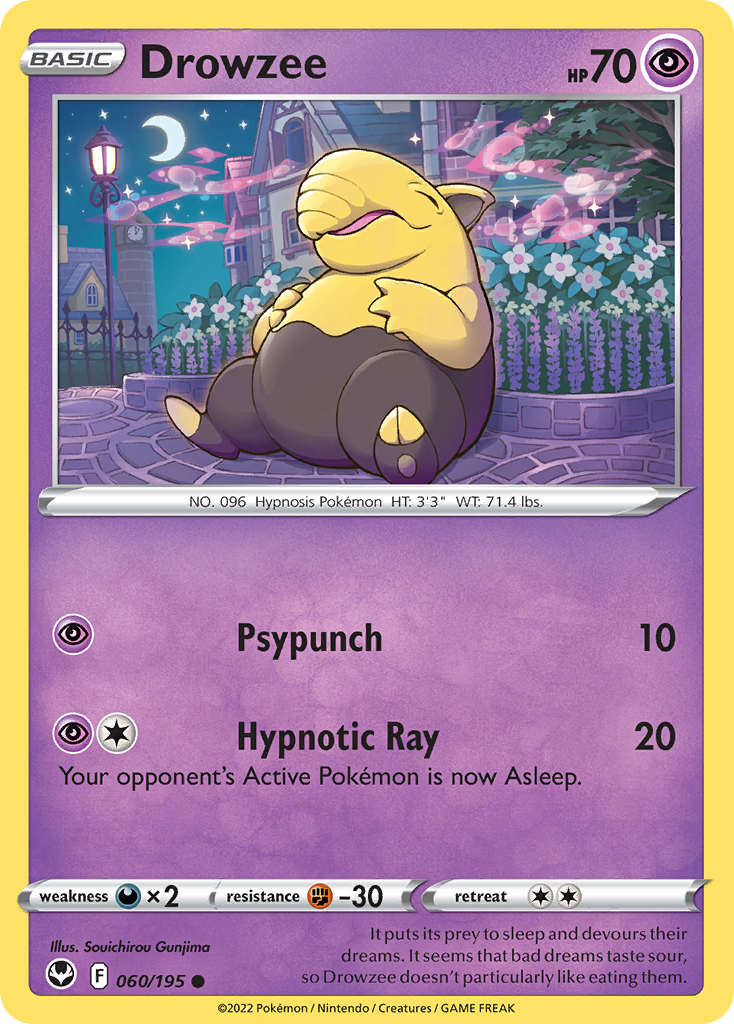 BASIC Drowzee HP70
NO. 096 Hypnosis Pokémon HT: 3'3" WT: 71.4 lbs.
Psypunch 10
Hypnotic Ray 20
Your opponent's Active Pokémon is now Asleep.
weakness ×2 resistance -30 retreat
Illus. Souichirou Gunjima
F 060/195
It puts its prey to sleep and devours their
dreams. It seems that bad dreams taste sour,
so Drowzee doesn't particularly like eating them.
©2022 Pokémon / Nintendo / Creatures / GAME FREAK